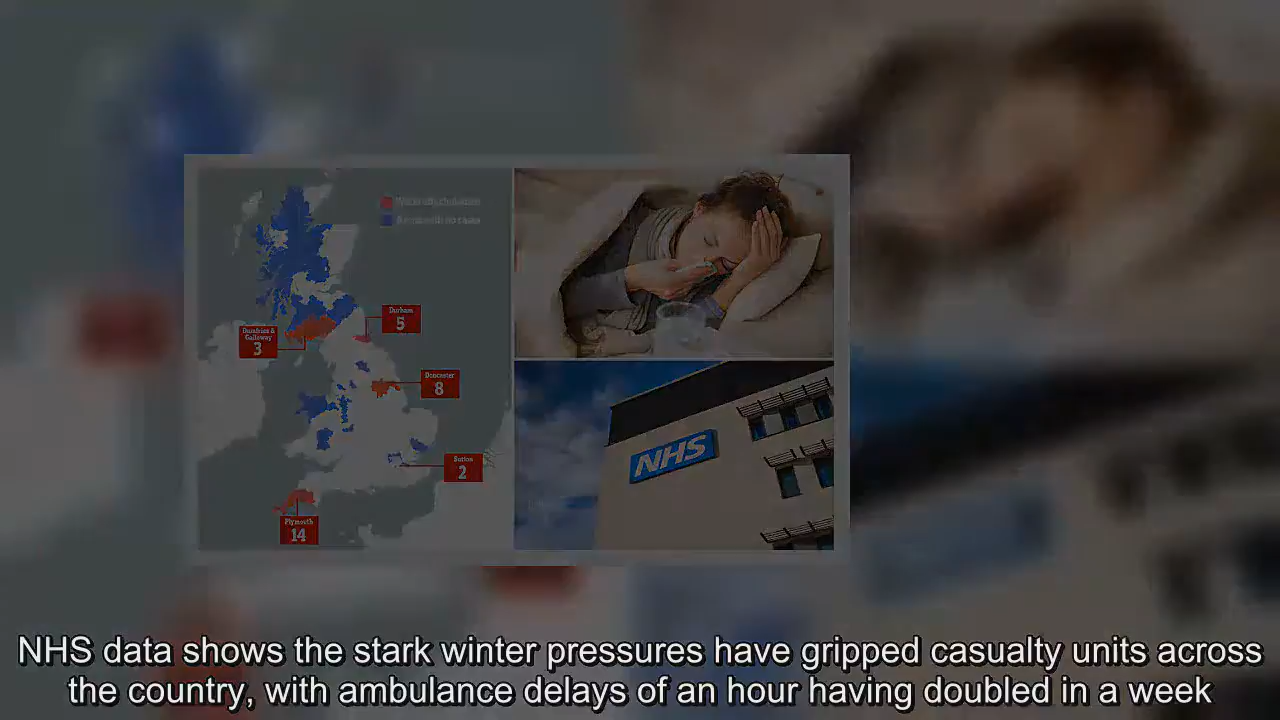 Dumfries &
Galloway
3
Durham
5
Doncaster
8
Sutton
2
Plymouth
14
NHS
NHS data shows the stark winter pressures have gripped casualty units across
the country, with ambulance delays of an hour having doubled in a week